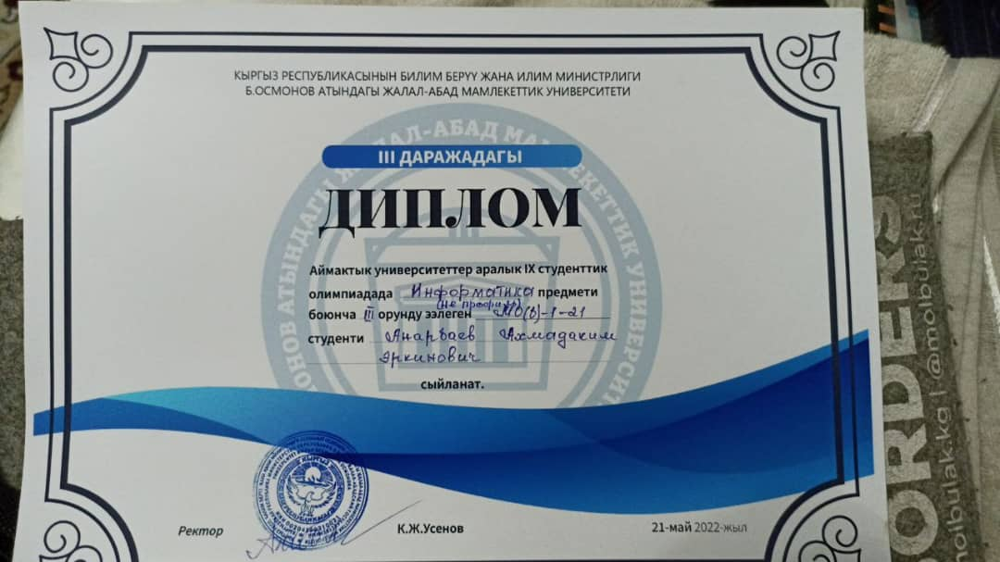 КЫРГЫЗ РЕСПУБЛИКАСЫНЫН БИЛИМ БЕРҮҮ ЖАНА ИЛИМ МИНИСТРЛИГИ
Б.ОСМОНОВ АТЫНДАГЫ ЖАЛАЛ-АБАД МАМЛЕКЕТТИК УНИВЕРСИТЕТИ
III ДАРАЖАДАГЫ
ДИПЛОМ
Аймактык университеттер аралык IX студенттик
олимпиадада Информатика предмети
(не профиль)
боюнча III орунду ээлеген МО(б)-1-21
студенти Анарбаев Ахмадаким
Эркинович
сыйланат.
Ректор К.Ж.Усенов 21-май 2022-жыл
ORDERS
molbulak.kg | @molbulak.ru